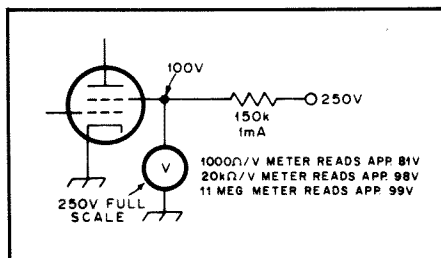 100V
250V
150k
1mA
V
1000Ω/V METER READS APP. 81V
20kΩ/V METER READS APP. 98V
11 MEG METER READS APP. 99V
250V FULL
SCALE